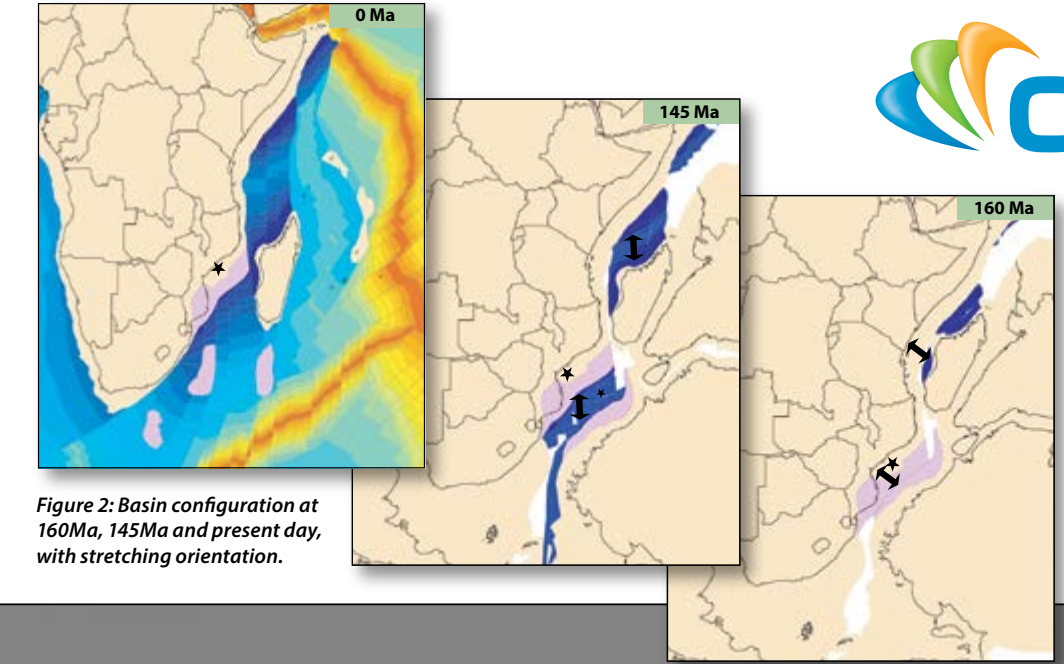 0 Ma
145 Ma
160 Ma
Figure 2: Basin configuration at
160Ma, 145Ma and present day,
with stretching orientation.